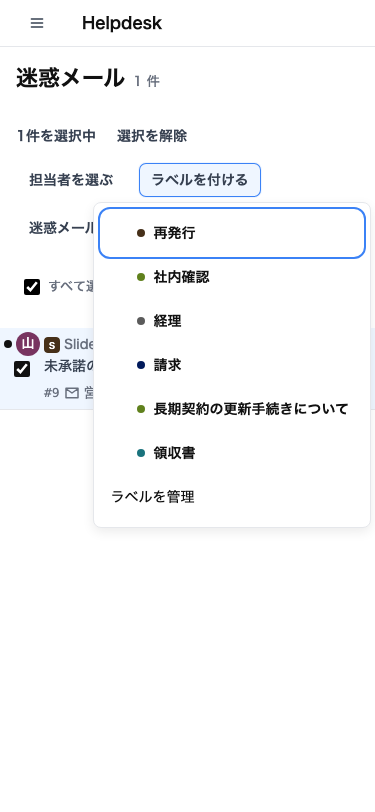 Helpdesk
迷惑メール 1 件
1件を選択中 選択を解除
担当者を選ぶ ラベルを付ける
迷惑メール
再発行
すべて
社内確認
経理
山 s Slide
請求
未承諾の
#9
長期契約の更新手続きについて
領収書
ラベルを管理